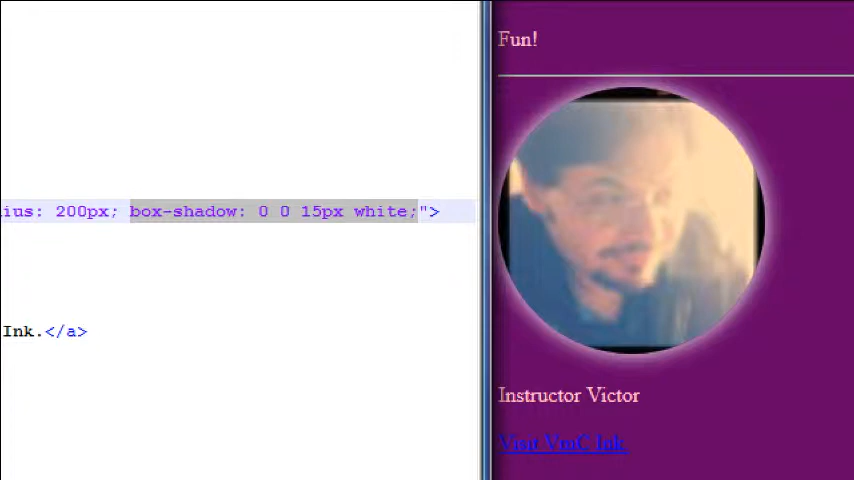 Fun!
ius: 200px; box-shadow: 0 0 15px white;">
Ink.</a>
Instructor Victor
Visit VmC Ink.